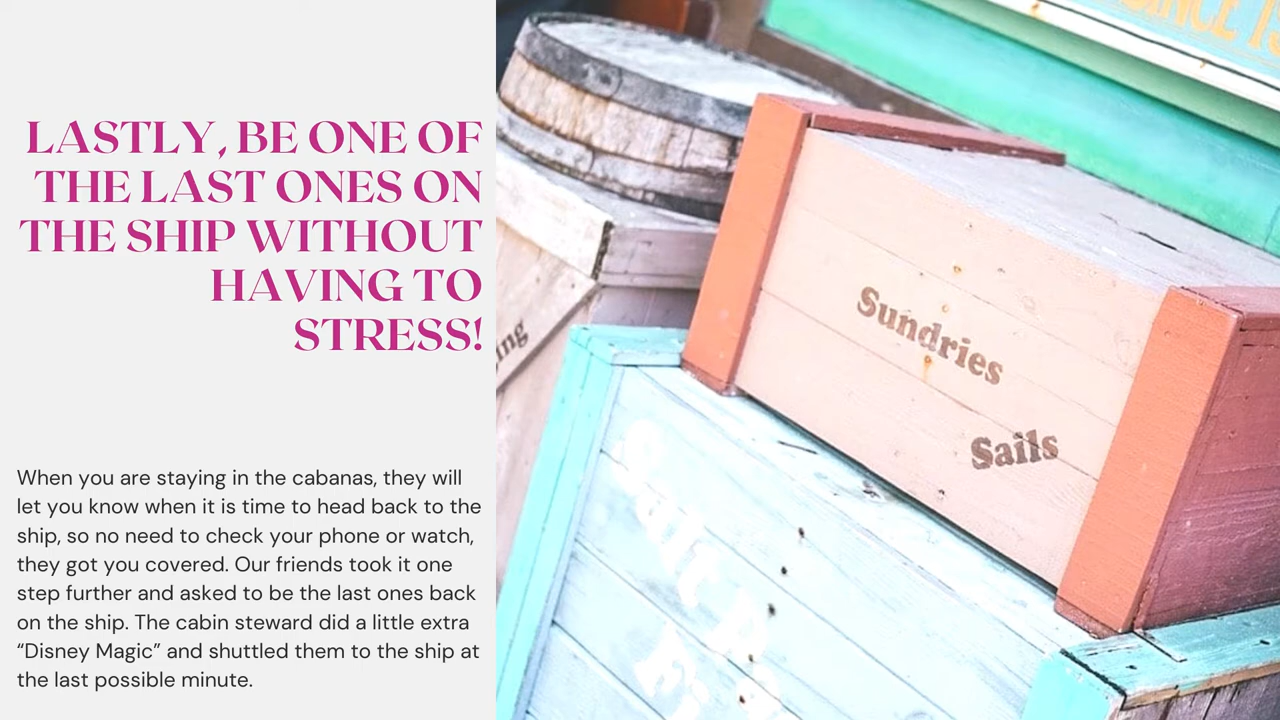 LASTLY, BE ONE OF
THE LAST ONES ON
THE SHIP WITHOUT
HAVING TO
STRESS!
When you are staying in the cabanas, they will
let you know when it is time to head back to the
ship, so no need to check your phone or watch,
they got you covered. Our friends took it one
step further and asked to be the last ones back
on the ship. The cabin steward did a little extra
“Disney Magic” and shuttled them to the ship at
the last possible minute.
Sundries
Sails